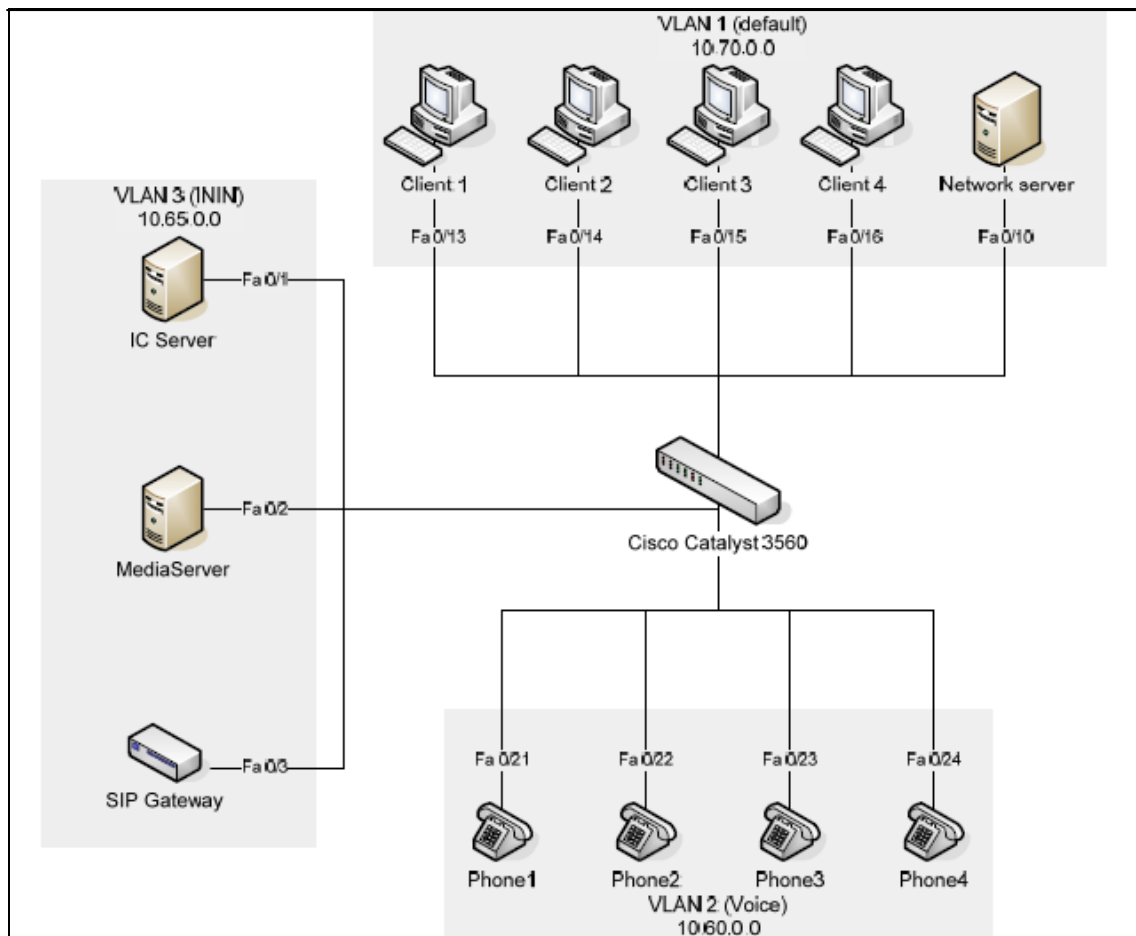 VLAN 1 (default)
10.70.0.0
Client 1
Client 2
Client 3
Client 4
Network server
Fa 0/13
Fa 0/14
Fa 0/15
Fa 0/16
Fa 0/10
VLAN 3 (ININ)
10.65.0.0
Fa 0/1
IC Server
Fa 0/2
MediaServer
Fa 0/3
SIP Gateway
Cisco Catalyst 3560
Fa 0/21
Fa 0/22
Fa 0/23
Fa 0/24
Phone1
Phone2
Phone3
Phone4
VLAN 2 (Voice)
10.60.0.0